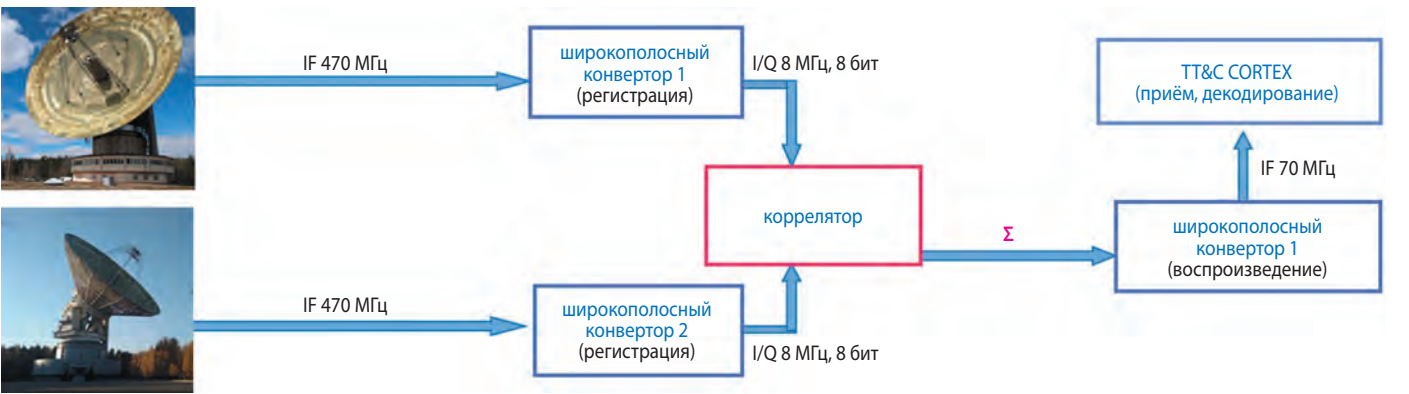 IF 470 МГц
широкополосный
конвертор 1
(регистрация)
I/Q 8 МГц, 8 бит
TT&C CORTEX
(приём, декодирование)
IF 70 МГц
коррелятор
Σ
широкополосный
конвертор 1
(воспроизведение)
IF 470 МГц
широкополосный
конвертор 2
(регистрация)
I/Q 8 МГц, 8 бит